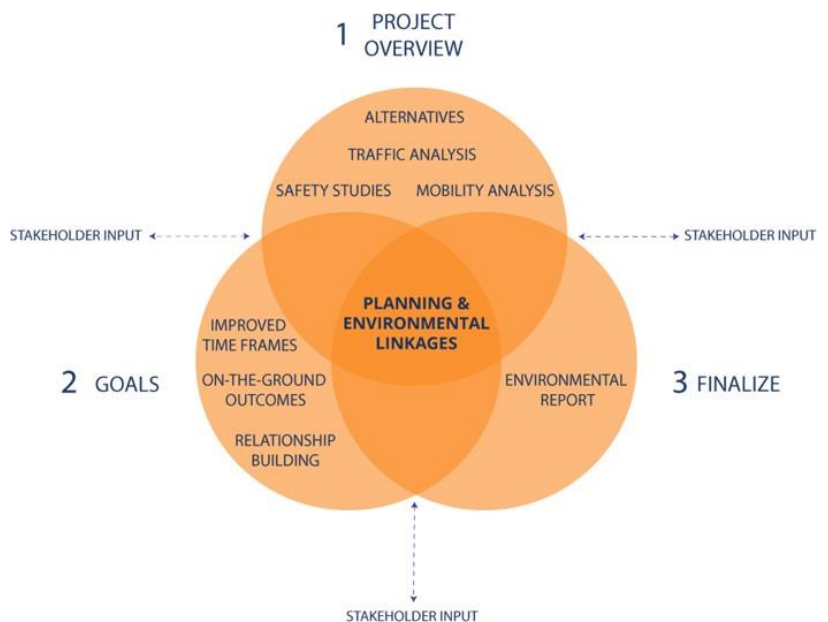 1 PROJECT
OVERVIEW
ALTERNATIVES
TRAFFIC ANALYSIS
SAFETY STUDIES MOBILITY ANALYSIS
STAKEHOLDER INPUT STAKEHOLDER INPUT
PLANNING &
ENVIRONMENTAL
LINKAGES
2 GOALS
IMPROVED
TIME FRAMES
ON-THE-GROUND
OUTCOMES
RELATIONSHIP
BUILDING
3 FINALIZE
ENVIRONMENTAL
REPORT
STAKEHOLDER INPUT